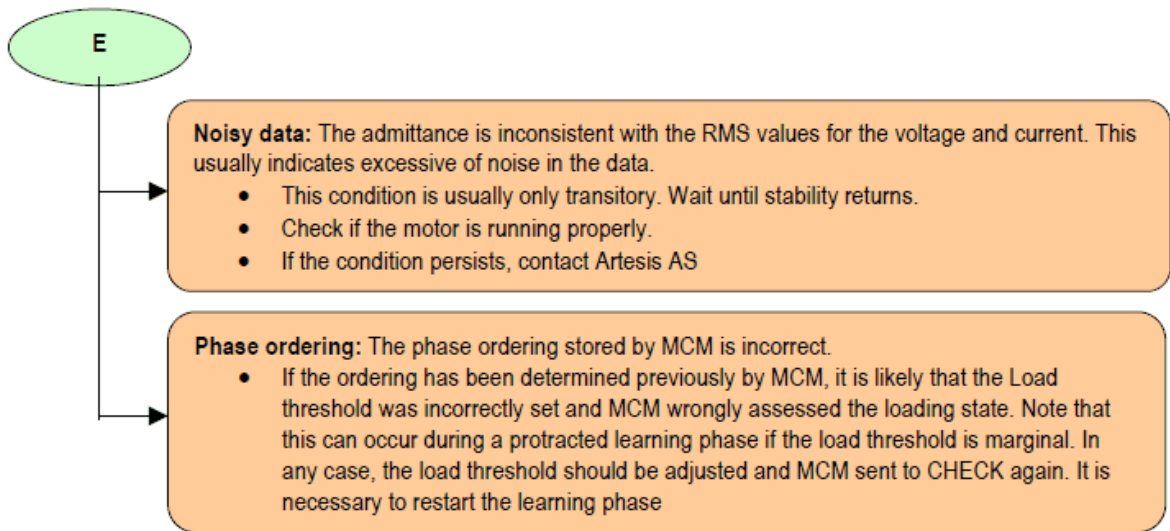 E
Noisy data: The admittance is inconsistent with the RMS values for the voltage and current. This
usually indicates excessive of noise in the data.
• This condition is usually only transitory. Wait until stability returns.
• Check if the motor is running properly.
• If the condition persists, contact Artesis AS
Phase ordering: The phase ordering stored by MCM is incorrect.
• If the ordering has been determined previously by MCM, it is likely that the Load
threshold was incorrectly set and MCM wrongly assessed the loading state. Note that
this can occur during a protracted learning phase if the load threshold is marginal. In
any case, the load threshold should be adjusted and MCM sent to CHECK again. It is
necessary to restart the learning phase